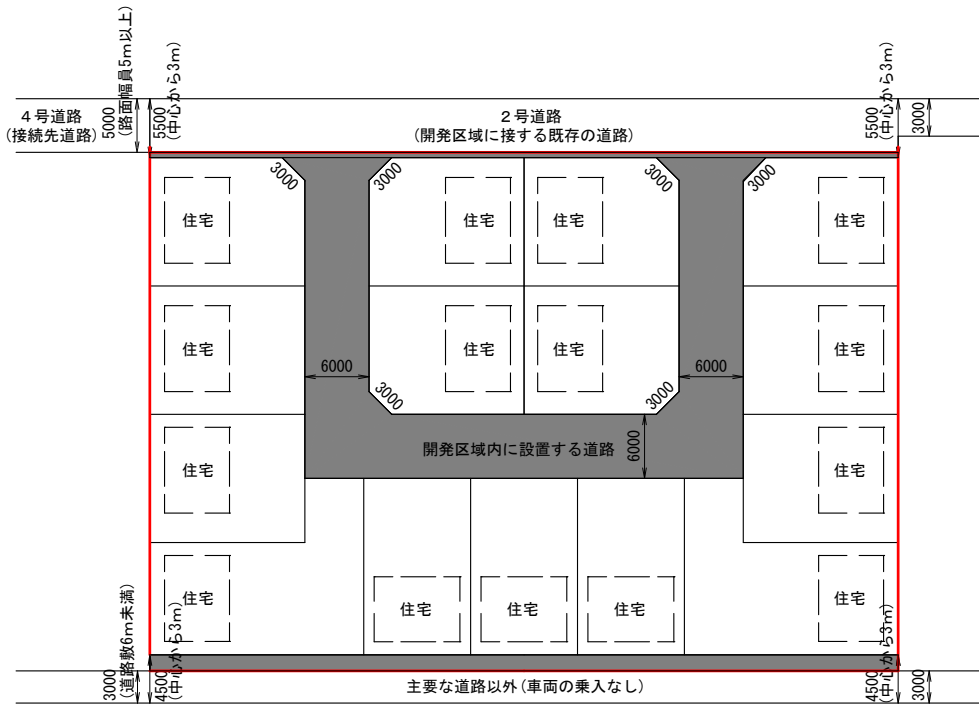 4号道路
(接続先道路)
5000
(路面幅員5m以上)
5500
(中心から3m)
2号道路
(開発区域に接する既存の道路)
5500
(中心から3m)
3000
3000
3000
3000
3000
住宅
住宅
住宅
住宅
住宅
住宅
住宅
住宅
6000
6000
3000
3000
開発区域内に設置する道路
6000
住宅
住宅
住宅
住宅
住宅
住宅
住宅
3000
(道路敷6m未満)
4500
(中心から3m)
主要な道路以外(車両の乗入なし)
4500
(中心から3m)
3000